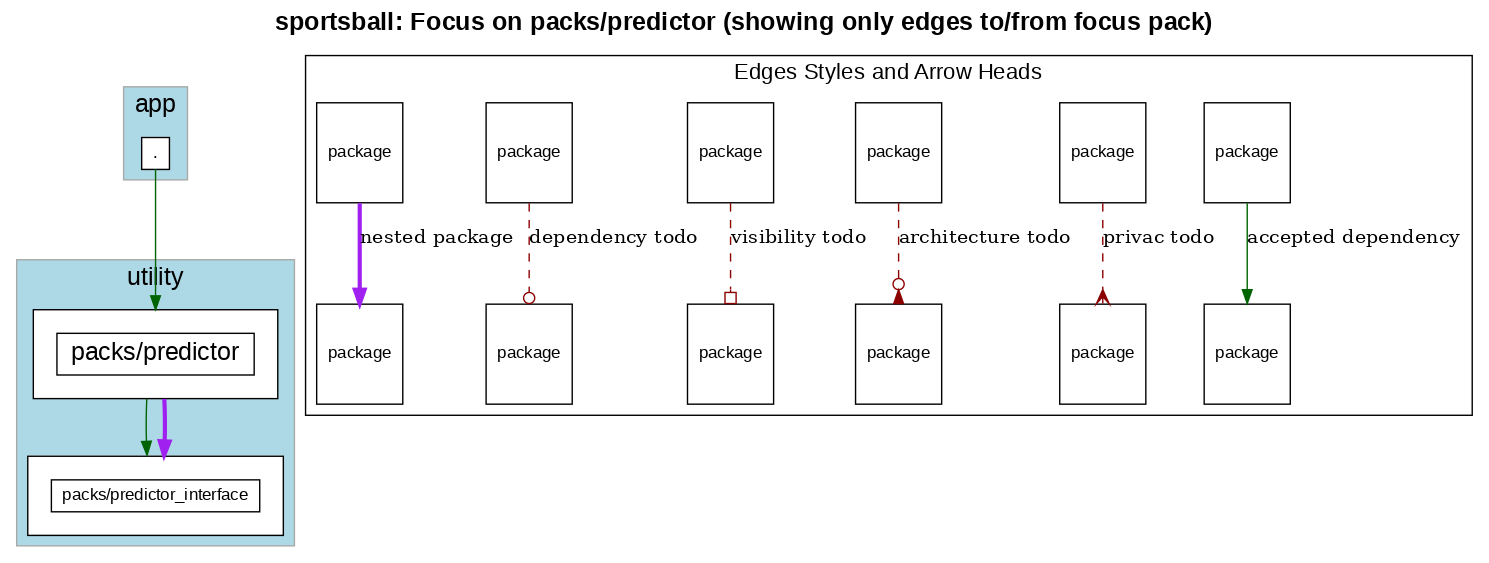 sportsball: Focus on packs/predictor (showing only edges to/from focus pack)
app
.
utility
packs/predictor
packs/predictor_interface
Edges Styles and Arrow Heads
package package package package package package
nested package dependency todo visibility todo architecture todo privac todo accepted dependency
package package package package package package